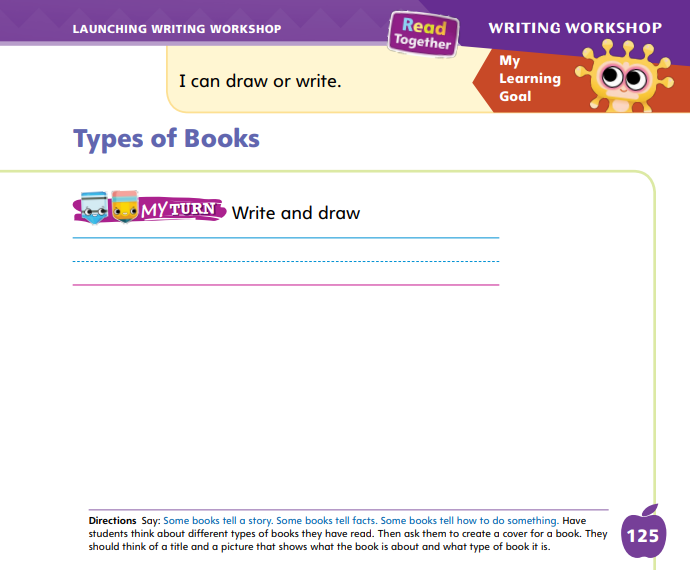 LAUNCHING WRITING WORKSHOP
Read
Together
WRITING WORKSHOP
I can draw or write.
My
Learning
Goal
Types of Books
MY TURN Write and draw
Directions Say: Some books tell a story. Some books tell facts. Some books tell how to do something. Have
students think about different types of books they have read. Then ask them to create a cover for a book. They
should think of a title and a picture that shows what the book is about and what type of book it is.
125